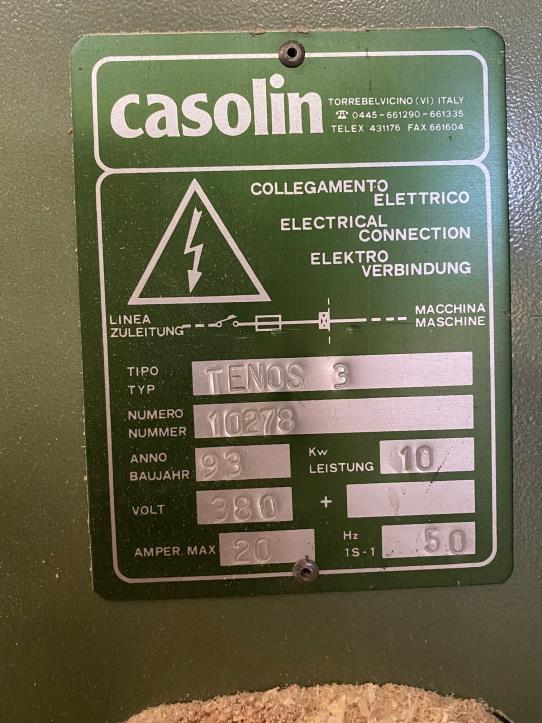 casolin
TORREBELVICINO (VI) ITALY
☎ 0445-661290-661335
TELEX 431176 FAX 661604
COLLEGAMENTO
ELETTRICO
ELECTRICAL
CONNECTION
ELEKTRO
VERBINDUNG
LINEA
ZULEITUNG
MACCHINA
MASCHINE
TIPO
TYP
TENOS 3
NUMERO
NUMMER
10278
ANNO
BAUJAHR
93
Kw
LEISTUNG
10
VOLT
380
+
AMPER. MAX
20
Hz
1S-1
50